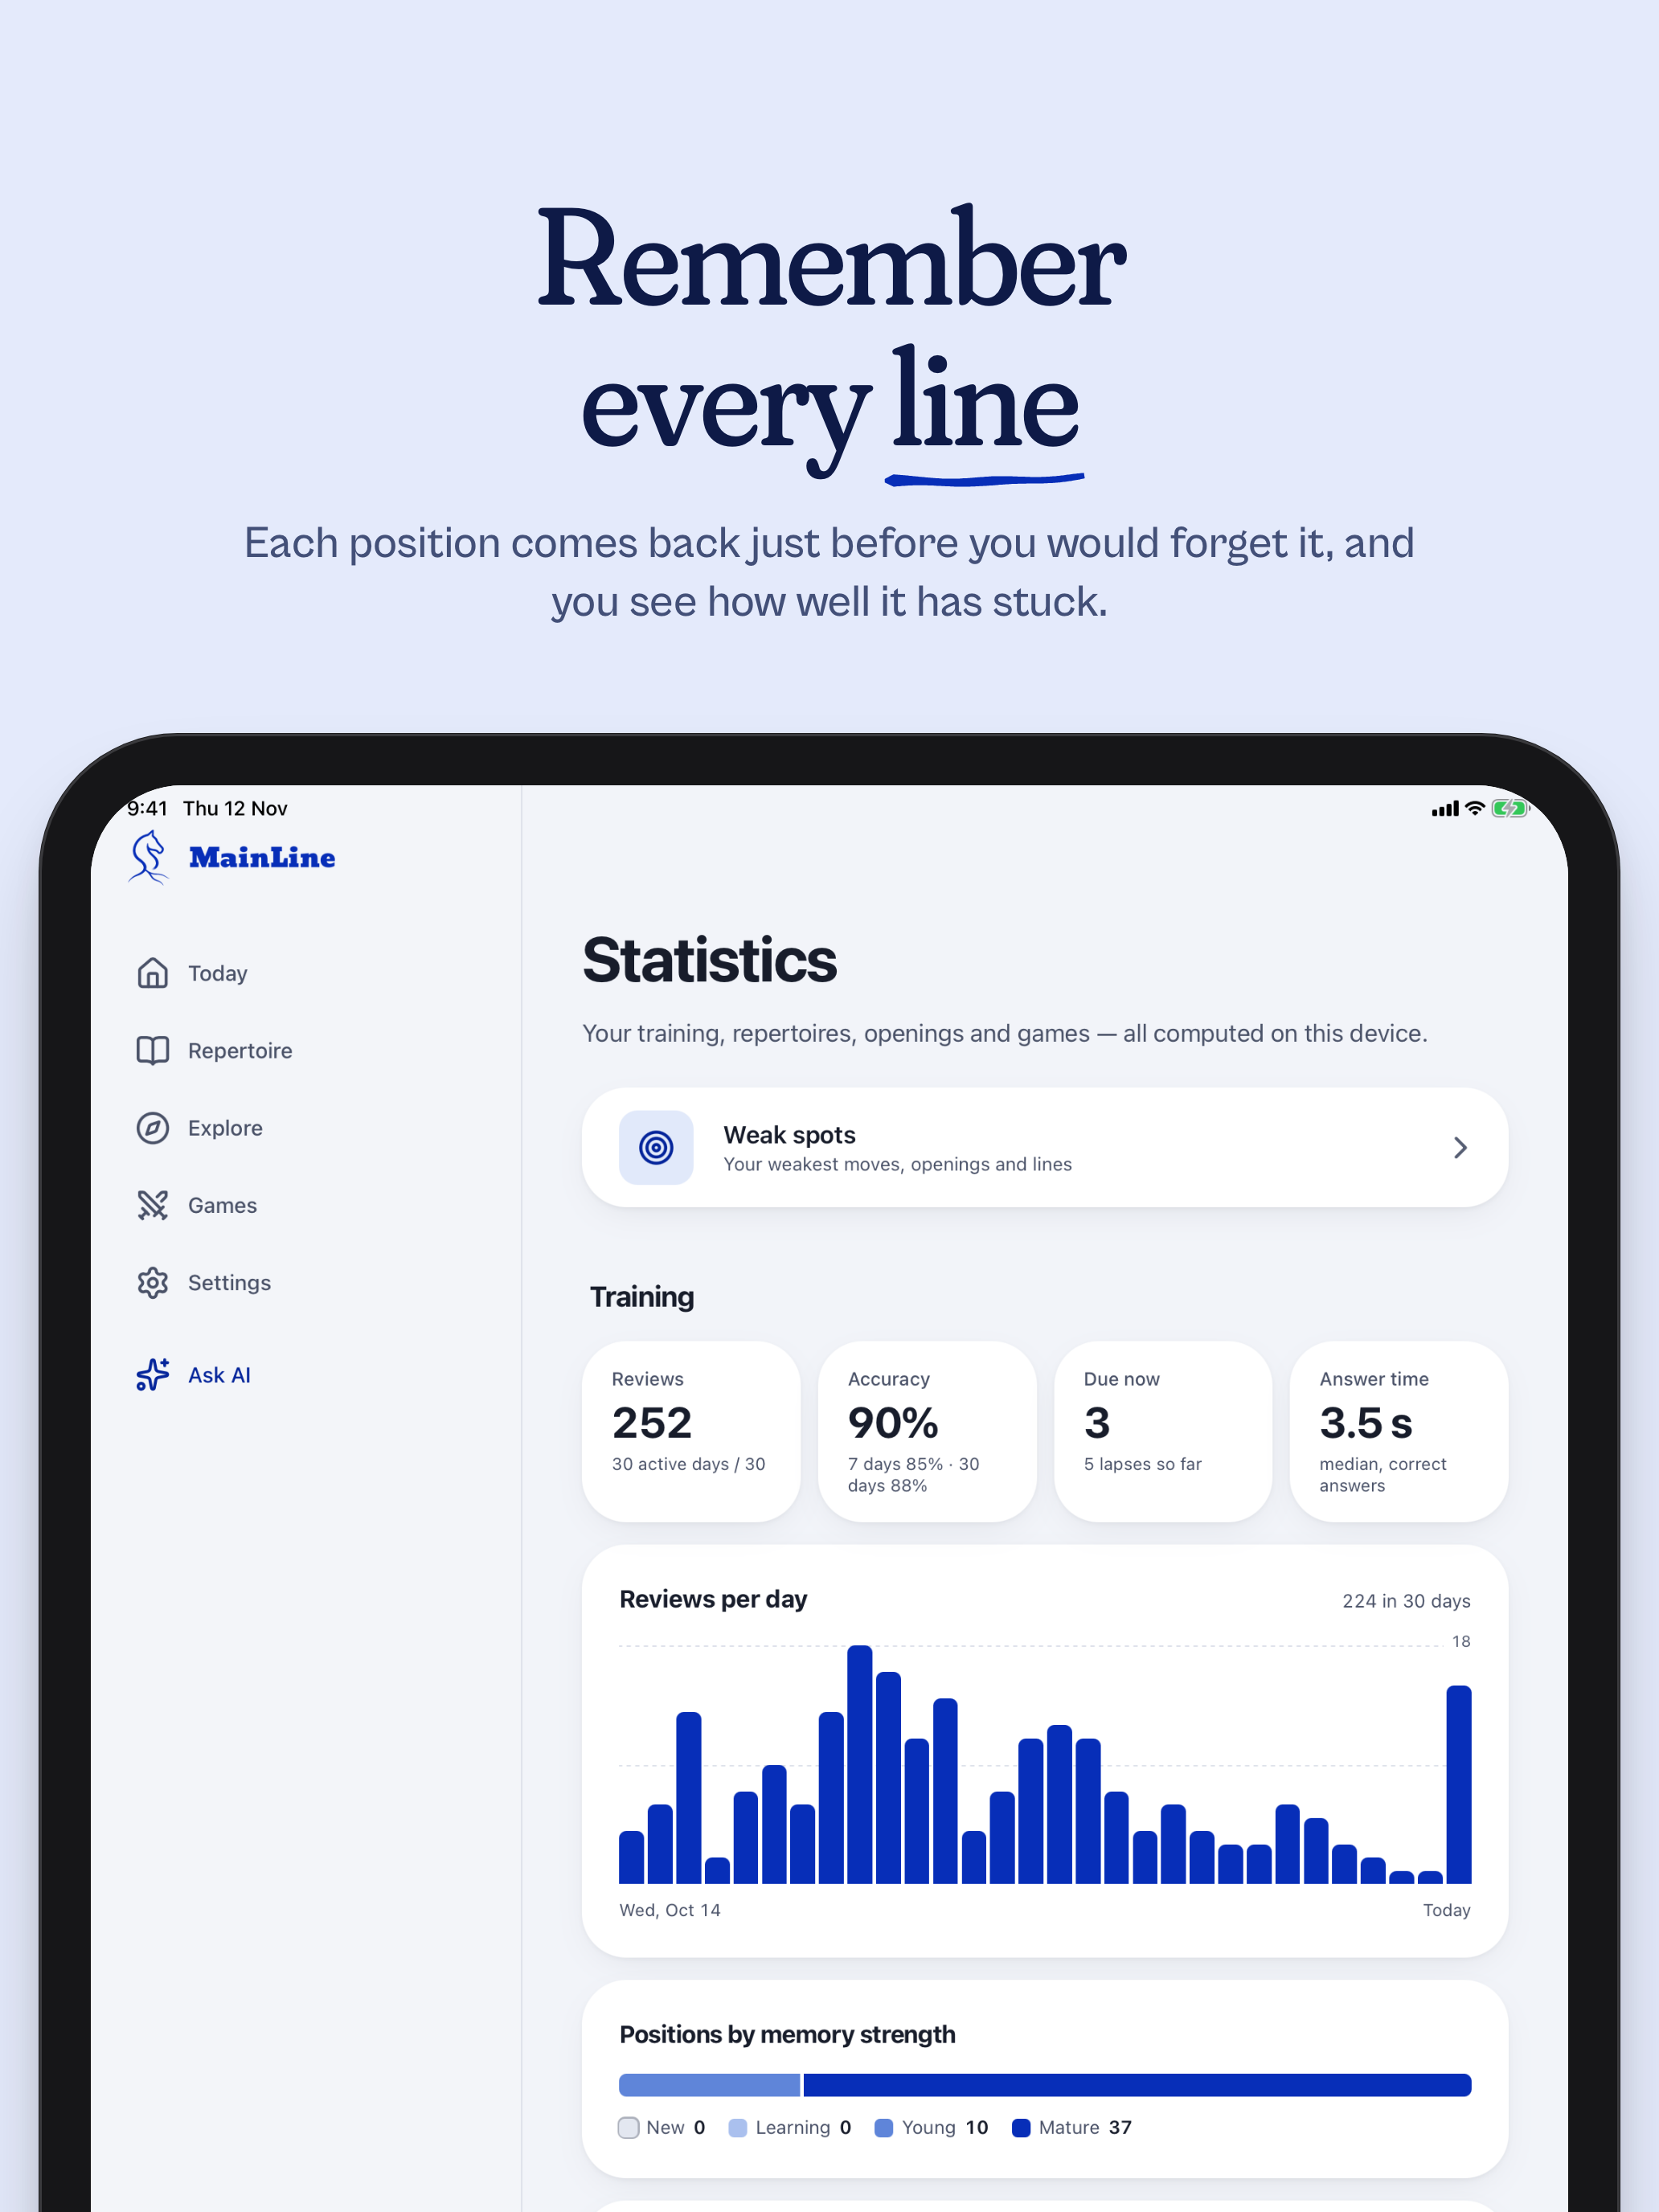 Remember
every line
Each position comes back just before you would forget it, and
you see how well it has stuck.
9:41 Thu 12 Nov
MainLine
Today
Repertoire
Explore
Games
Settings
Ask AI
Statistics
Your training, repertoires, openings and games — all computed on this device.
Weak spots
Your weakest moves, openings and lines
Training
Reviews
252
30 active days / 30
Accuracy
90%
7 days 85% · 30
days 88%
Due now
3
5 lapses so far
Answer time
3.5 s
median, correct
answers
Reviews per day
224 in 30 days
18
Wed, Oct 14
Today
Positions by memory strength
New 0 Learning 0 Young 10 Mature 37